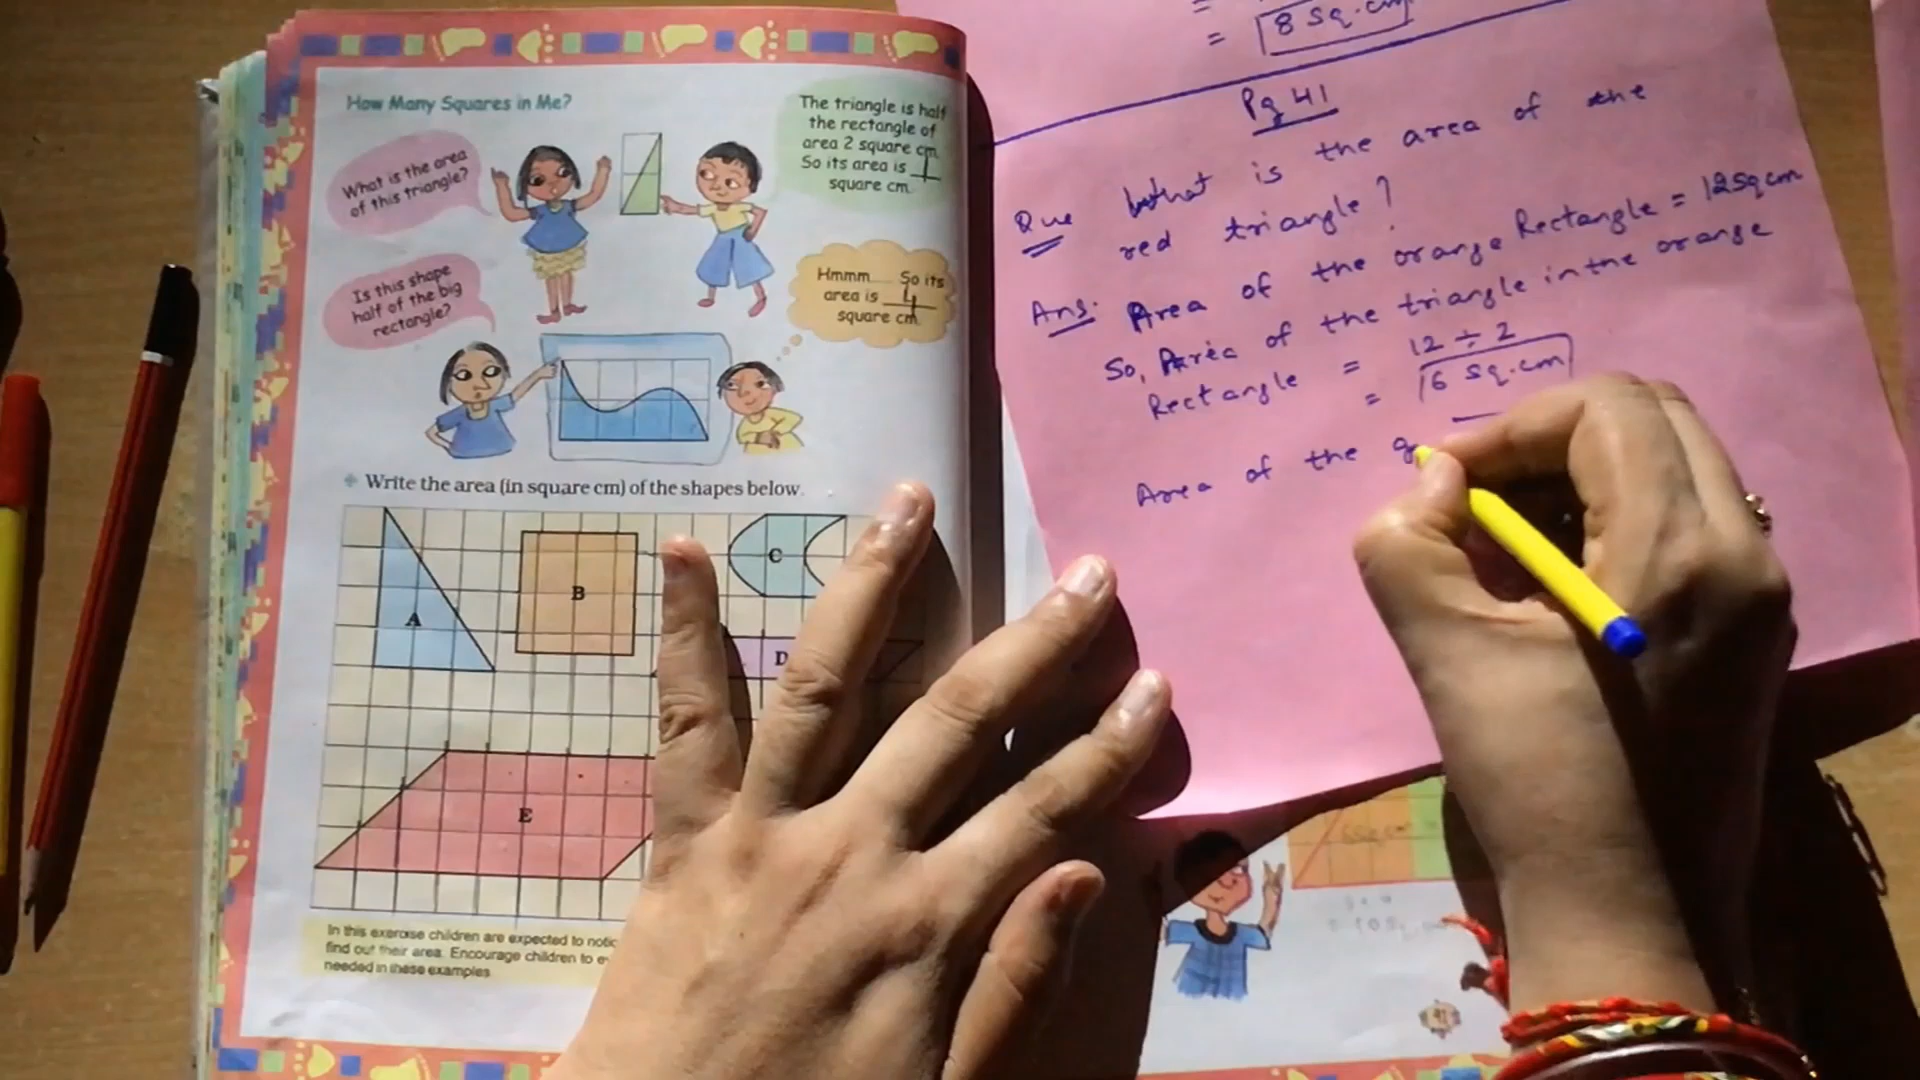 How Many Squares in Me?
What is the area
of this triangle?
The triangle is half
the rectangle of
area 2 square cm.
So its area is 1
square cm.
Is this shape
half of the big
rectangle?
Hmmm.... So its
area is 4
square cm.
Write the area (in square cm) of the shapes below.
A
B
C
D
E
In this exercise children are expected to
find out their area. Encourage children to
needed in these examples
=
= 8 sq.cm
Pg 41
Que What is the area of the
red triangle?
Ans: Area of the orange Rectangle = 12 sq cm
So, Area of the triangle in the orange
Rectangle = 12 ÷ 2
= 6 sq.cm
Area of the g
41